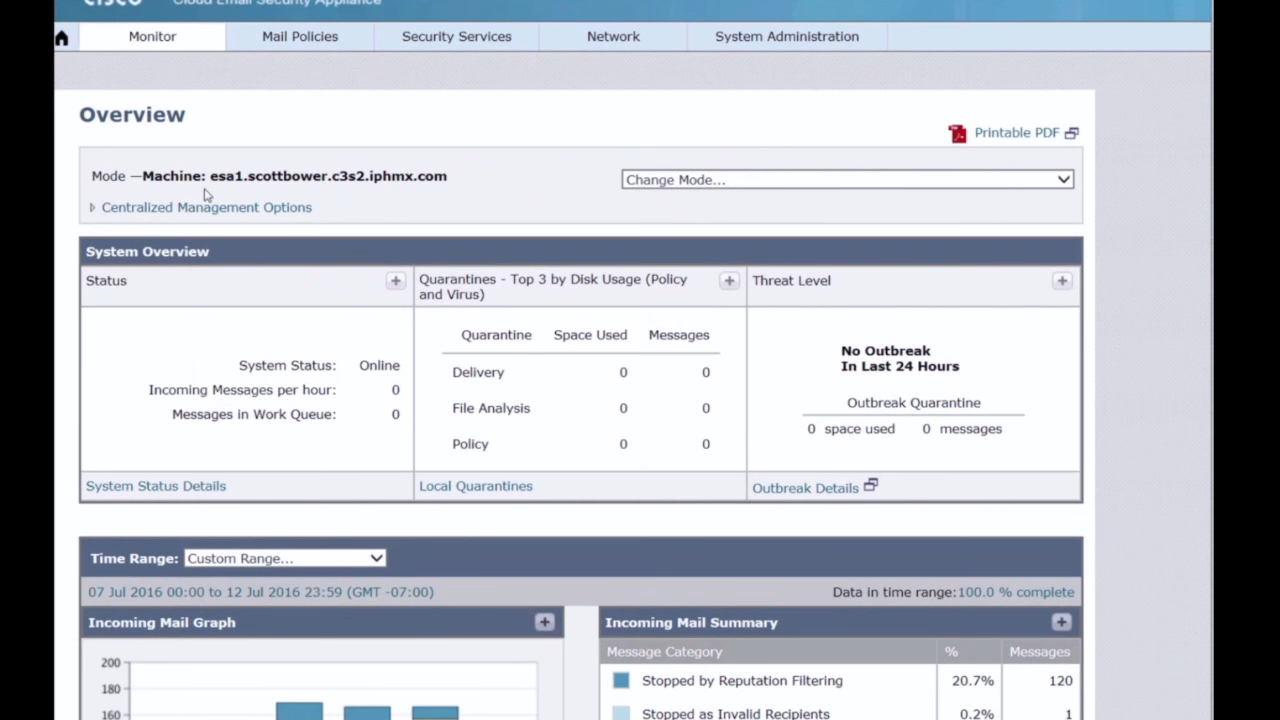 CISCO Cloud Email Security Appliance
Monitor Mail Policies Security Services Network System Administration
Overview
Printable PDF
Mode —Machine: esa1.scottbower.c3s2.iphmx.com Change Mode...
Centralized Management Options
System Overview
Status
Quarantines - Top 3 by Disk Usage (Policy
and Virus)
Threat Level
System Status: Online
Incoming Messages per hour: 0
Messages in Work Queue: 0
Quarantine Space Used Messages
Delivery 0 0
File Analysis 0 0
Policy 0 0
No Outbreak
In Last 24 Hours
Outbreak Quarantine
0 space used 0 messages
System Status Details
Local Quarantines
Outbreak Details
Time Range: Custom Range...
07 Jul 2016 00:00 to 12 Jul 2016 23:59 (GMT -07:00) Data in time range:100.0 % complete
Incoming Mail Graph
200
180
160
Incoming Mail Summary
Message Category % Messages
Stopped by Reputation Filtering 20.7% 120
Stopped as Invalid Recipients 0.2% 1